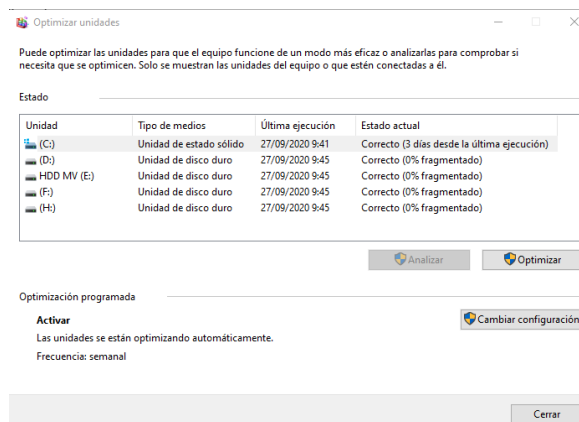 Optimizar unidades
Puede optimizar las unidades para que el equipo funcione de un modo más eficaz o analizarlas para comprobar si
necesita que se optimicen. Solo se muestran las unidades del equipo o que estén conectadas a él.
Estado
Unidad Tipo de medios Última ejecución Estado actual
(C:) Unidad de estado sólido 27/09/2020 9:41 Correcto (3 días desde la última ejecución)
(D:) Unidad de disco duro 27/09/2020 9:45 Correcto (0% fragmentado)
HDD MV (E:) Unidad de disco duro 27/09/2020 9:45 Correcto (0% fragmentado)
(F:) Unidad de disco duro 27/09/2020 9:45 Correcto (0% fragmentado)
(H:) Unidad de disco duro 27/09/2020 9:45 Correcto (0% fragmentado)
Analizar Optimizar
Optimización programada
Activar Cambiar configuración
Las unidades se están optimizando automáticamente.
Frecuencia: semanal
Cerrar